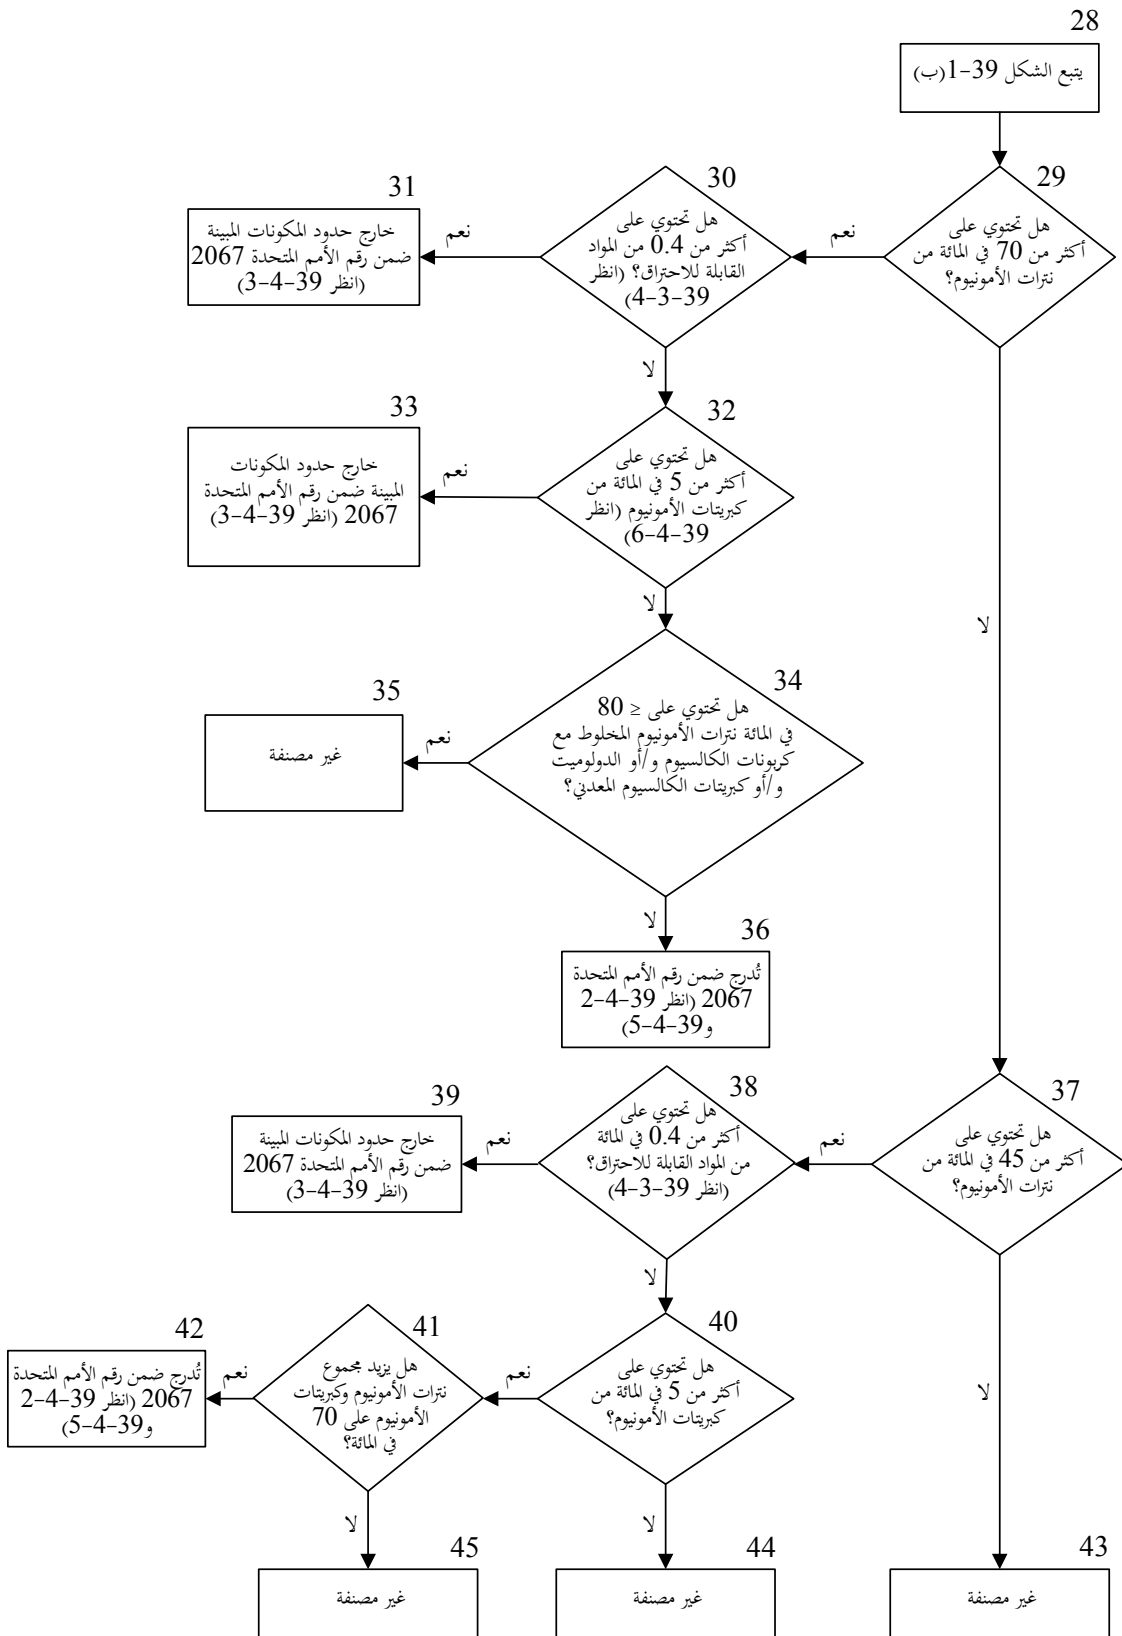 28
يتبع الشكل 39-1(ب)
29
هل تحتوي على
أكثر من 70 في المائة من
نترات الأمونيوم؟
نعم
لا
30
هل تحتوي على
أكثر من 0.4 من المواد
القابلة للاحتراق؟ (انظر
39-3-4)
نعم
لا
31
خارج حدود المكونات المبينة
ضمن رقم الأمم المتحدة 2067
(انظر 39-4-3)
32
هل تحتوي على
أكثر من 5 في المائة من
كبريتات الأمونيوم (انظر
39-4-6)
نعم
لا
33
خارج حدود المكونات
المبينة ضمن رقم الأمم المتحدة
2067 (انظر 39-4-3)
34
هل تحتوي على ≤ 80
في المائة نترات الأمونيوم المخلوط مع
كربونات الكالسيوم و/أو الدولوميت
و/أو كبريتات الكالسيوم المعدني؟
نعم
لا
35
غير مصنفة
36
تُدرج ضمن رقم الأمم المتحدة
2067 (انظر 39-4-2
و39-4-5)
37
هل تحتوي على
أكثر من 45 في المائة من
نترات الأمونيوم؟
نعم
لا
38
هل تحتوي على
أكثر من 0.4 في المائة
من المواد القابلة للاحتراق؟
(انظر 39-3-4)
نعم
لا
39
خارج حدود المكونات المبينة
ضمن رقم الأمم المتحدة 2067
(انظر 39-4-3)
40
هل تحتوي على
أكثر من 5 في المائة من
كبريتات الأمونيوم؟
نعم
لا
41
هل يزيد مجموع
نترات الأمونيوم وكبريتات
الأمونيوم على 70
في المائة؟
نعم
لا
42
تُدرج ضمن رقم الأمم المتحدة
2067 (انظر 39-4-2
و39-4-5)
43
غير مصنفة
44
غير مصنفة
45
غير مصنفة